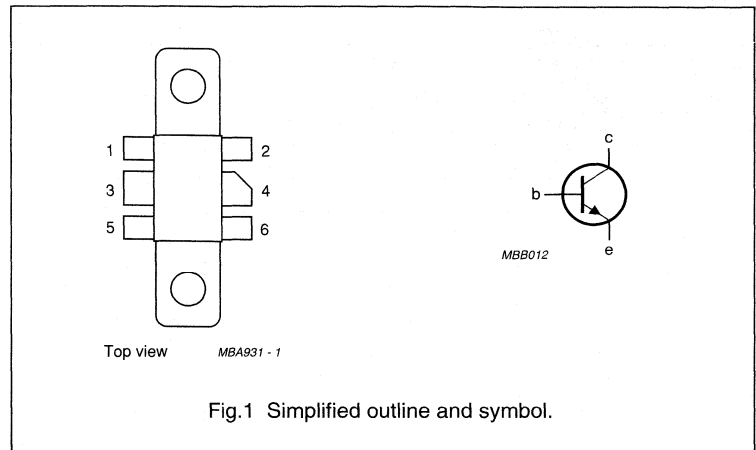 1
2
3
4
5
6
Top view
MBA931 - 1
c
b
e
MBB012
Fig.1 Simplified outline and symbol.